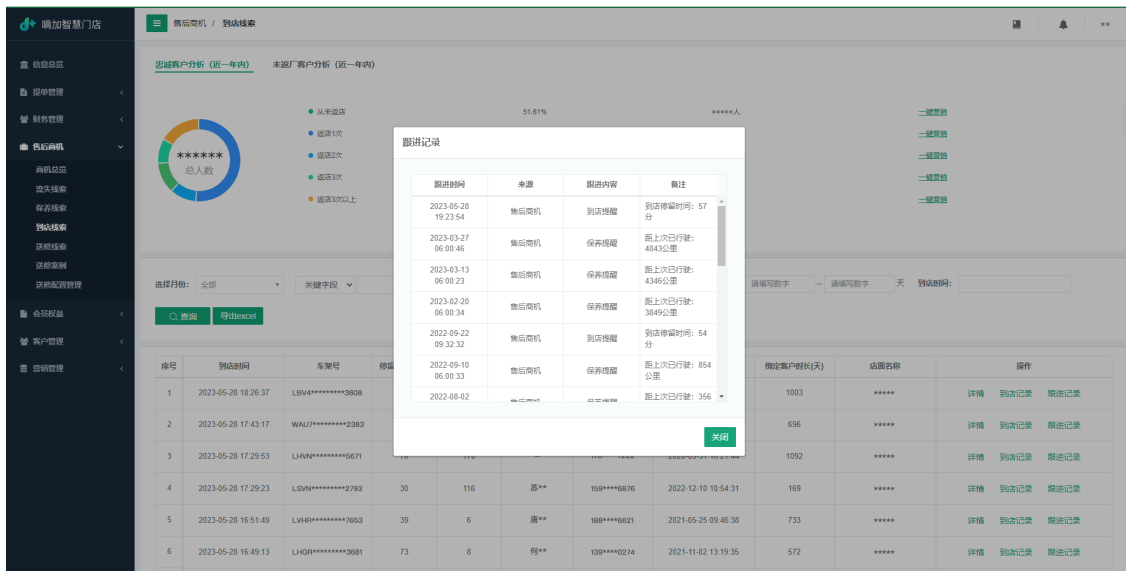 嘀加智慧门店
售后商机 / 到店线索
**
信息总览
提单管理
财务管理
售后商机
商机总览
流失线索
保养线索
到店线索
送修线索
送修案例
送修配置管理
会员权益
客户管理
营销管理
忠诚客户分析（近一年内） 未返厂客户分析（近一年内）
******
总人数
从未返店 51.61% *****人 一键营销
返店1次 一键营销
返店2次 一键营销
返店3次 一键营销
返店3次以上 一键营销
选择月份： 全部 关键字段 请填写数字 -- 请填写数字 天 到店时间：
查询 导出excel
跟进记录
跟进时间 来源 跟进内容 备注
2023-05-28 19:23:54 售后商机 到店提醒 到店停留时间：57分
2023-03-27 06:00:46 售后商机 保养提醒 距上次已行驶：4843公里
2023-03-13 06:00:23 售后商机 保养提醒 距上次已行驶：4346公里
2023-02-20 06:00:34 售后商机 保养提醒 距上次已行驶：3849公里
2022-09-22 09:32:32 售后商机 到店提醒 到店停留时间：54分
2022-09-10 06:00:33 售后商机 保养提醒 距上次已行驶：854公里
2022-08-02 售后商机 保养提醒 距上次已行驶：356
关闭
序号 到店时间 车架号 停留 绑定客户时长(天) 店面名称 操作
1 2023-05-28 18:26:37 LBV4*********3808 1003 ***** 详情 到店记录 跟进记录
2 2023-05-28 17:43:17 WAU7*********2383 696 ***** 详情 到店记录 跟进记录
3 2023-05-28 17:29:53 LHVN*********5871 1092 ***** 详情 到店记录 跟进记录
4 2023-05-28 17:29:23 LSVN*********2793 30 116 苏** 159****6876 2022-12-10 10:54:31 169 ***** 详情 到店记录 跟进记录
5 2023-05-28 16:51:49 LVHR*********7653 39 6 唐** 188****6621 2021-05-25 09:46:38 733 ***** 详情 到店记录 跟进记录
6 2023-05-28 16:49:13 LHGR*********3681 73 8 何** 139****0274 2021-11-02 13:19:35 572 ***** 详情 到店记录 跟进记录